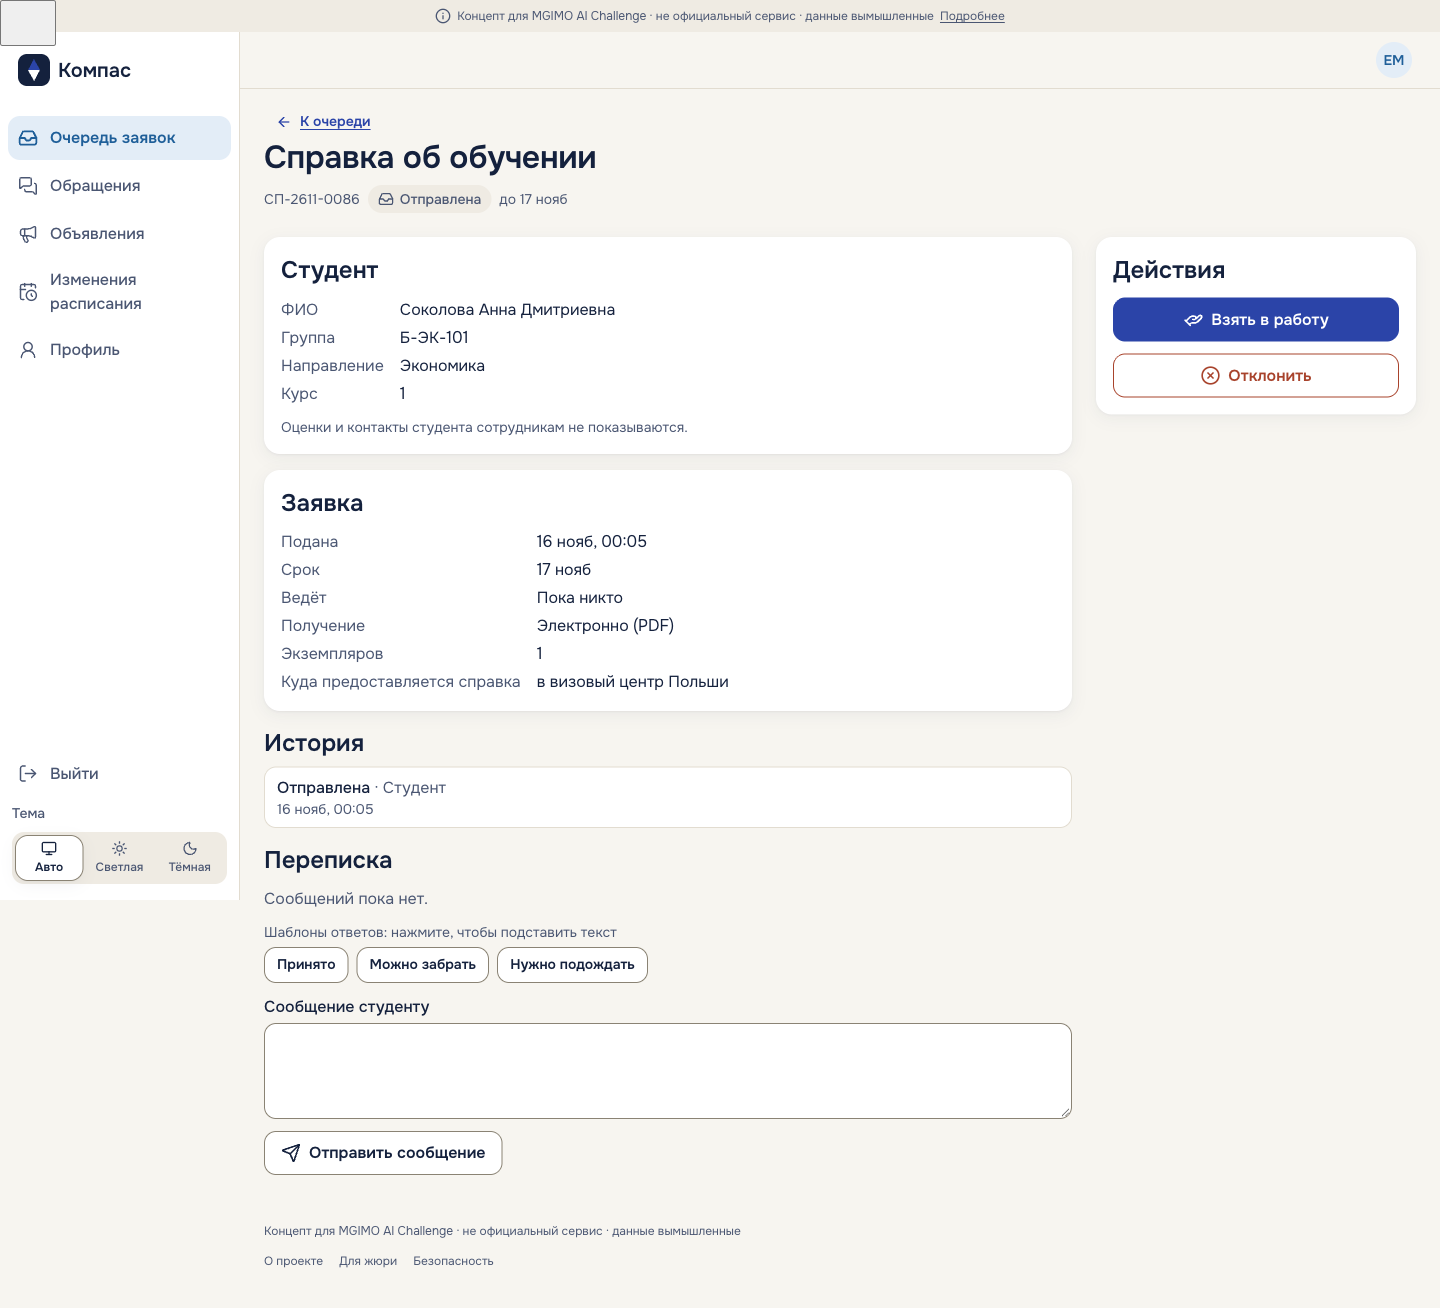 Концепт для MGIMO AI Challenge · не официальный сервис · данные вымышленные Подробнее
Компас
EM
Очередь заявок
Обращения
Объявления
Изменения
расписания
Профиль
Выйти
Тема
Авто
Светлая
Тёмная
К очереди
Справка об обучении
СП-2611-0086 Отправлена до 17 нояб
Студент
ФИО Соколова Анна Дмитриевна
Группа Б-ЭК-101
Направление Экономика
Курс 1
Оценки и контакты студента сотрудникам не показываются.
Действия
Взять в работу
Отклонить
Заявка
Подана 16 нояб, 00:05
Срок 17 нояб
Ведёт Пока никто
Получение Электронно (PDF)
Экземпляров 1
Куда предоставляется справка в визовый центр Польши
История
Отправлена · Студент
16 нояб, 00:05
Переписка
Сообщений пока нет.
Шаблоны ответов: нажмите, чтобы подставить текст
Принято Можно забрать Нужно подождать
Сообщение студенту
Отправить сообщение
Концепт для MGIMO AI Challenge · не официальный сервис · данные вымышленные
О проекте Для жюри Безопасность